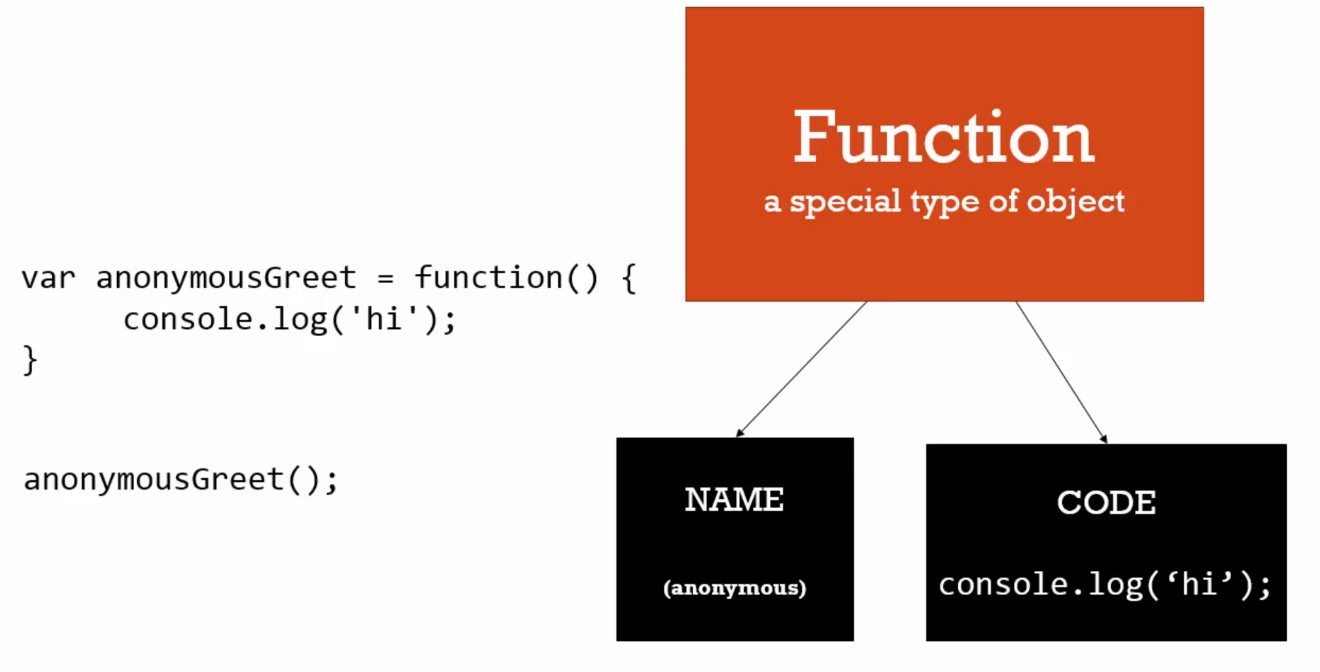 var anonymousGreet = function() {
console.log('hi');
}
anonymousGreet();
Function
a special type of object
NAME
(anonymous)
CODE
console.log(‘hi’);